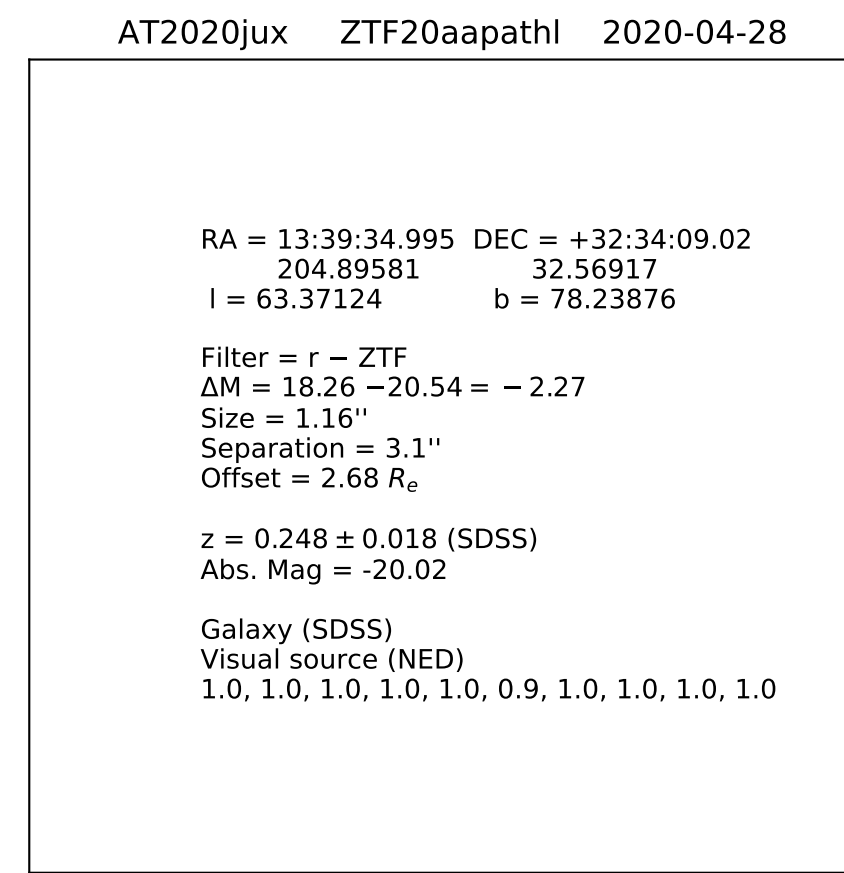 AT2020jux ZTF20aapathl 2020-04-28
RA = 13:39:34.995 DEC = +32:34:09.02
204.89581 32.56917
l = 63.37124 b = 78.23876
Filter = r − ZTF
ΔM = 18.26 −20.54 = − 2.27
Size = 1.16''
Separation = 3.1''
Offset = 2.68 Re
z = 0.248 ± 0.018 (SDSS)
Abs. Mag = -20.02
Galaxy (SDSS)
Visual source (NED)
1.0, 1.0, 1.0, 1.0, 1.0, 0.9, 1.0, 1.0, 1.0, 1.0